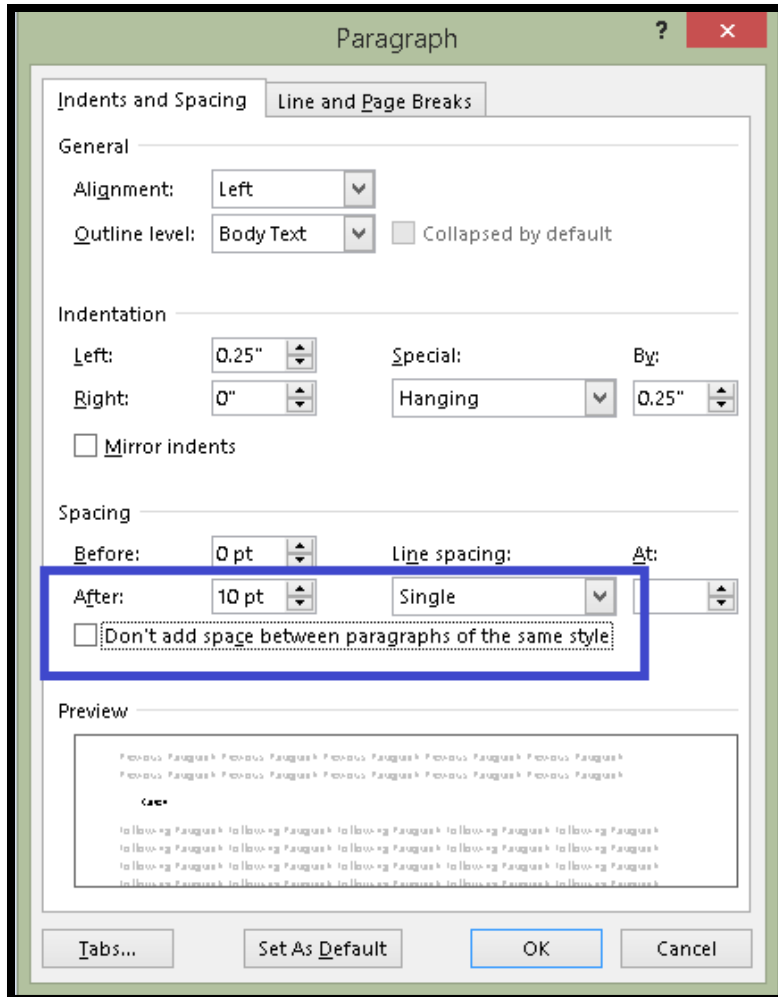 Paragraph ?
Indents and Spacing Line and Page Breaks
General
Alignment: Left
Outline level: Body Text Collapsed by default
Indentation
Left: 0.25" Special: By:
Right: 0" Hanging 0.25"
Mirror indents
Spacing
Before: 0 pt Line spacing: At:
After: 10 pt Single
Don't add space between paragraphs of the same style
Preview
Tabs... Set As Default OK Cancel